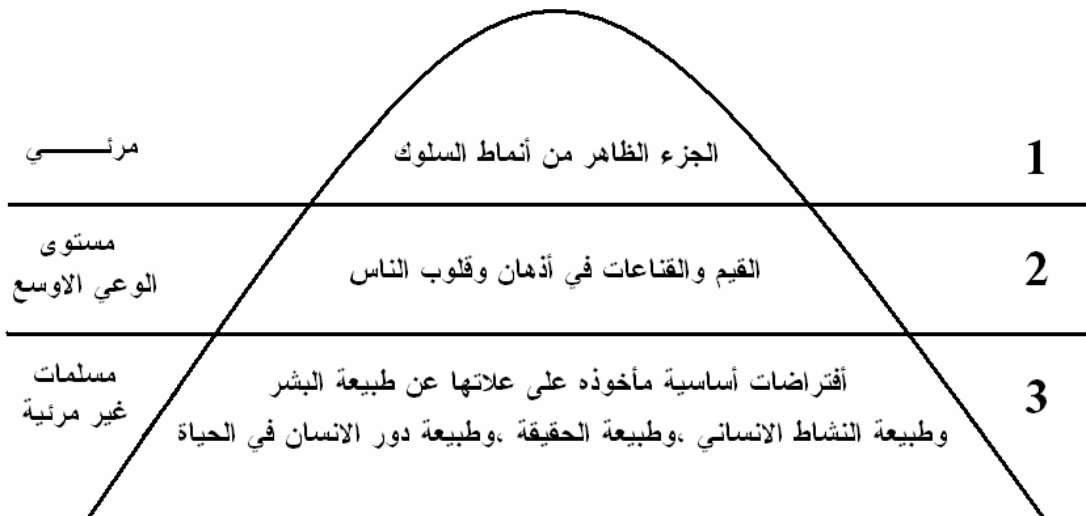 1
الجزء الظاهر من أنماط السلوك
مرئـــــي
2
القيم والقناعات في أذهان وقلوب الناس
مستوى
الوعي الاوسع
3
أفتراضات أساسية مأخوذه على علاتها عن طبيعة البشر
وطبيعة النشاط الانساني ،وطبيعة الحقيقة ،وطبيعة دور الانسان في الحياة
مسلمات
غير مرئية